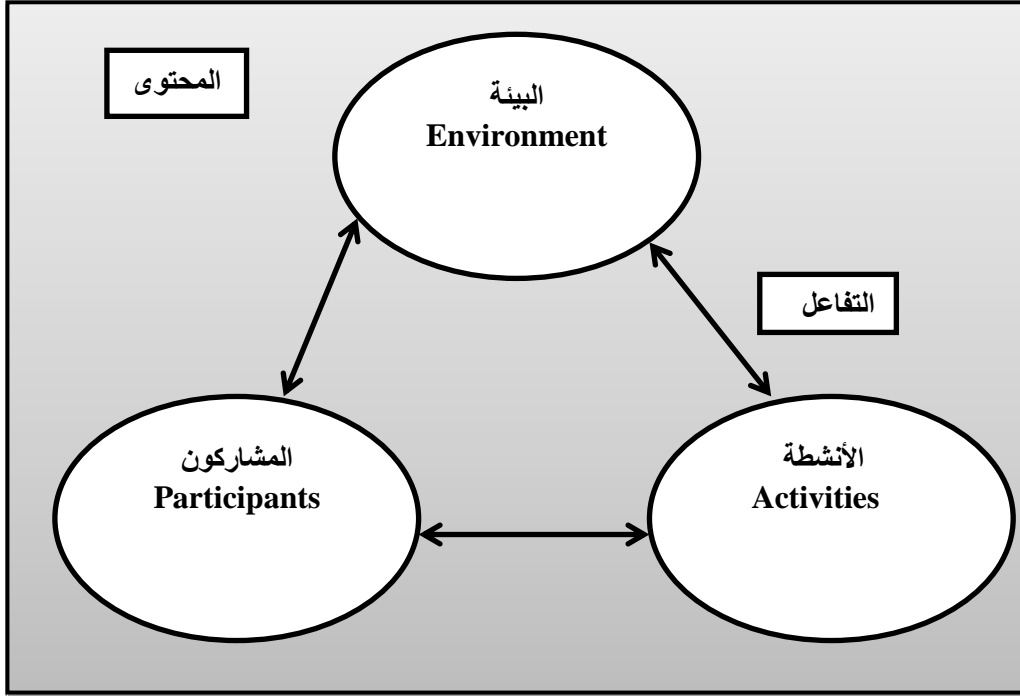 المحتوى
البيئة
Environment
التفاعل
المشاركون
Participants
الأنشطة
Activities